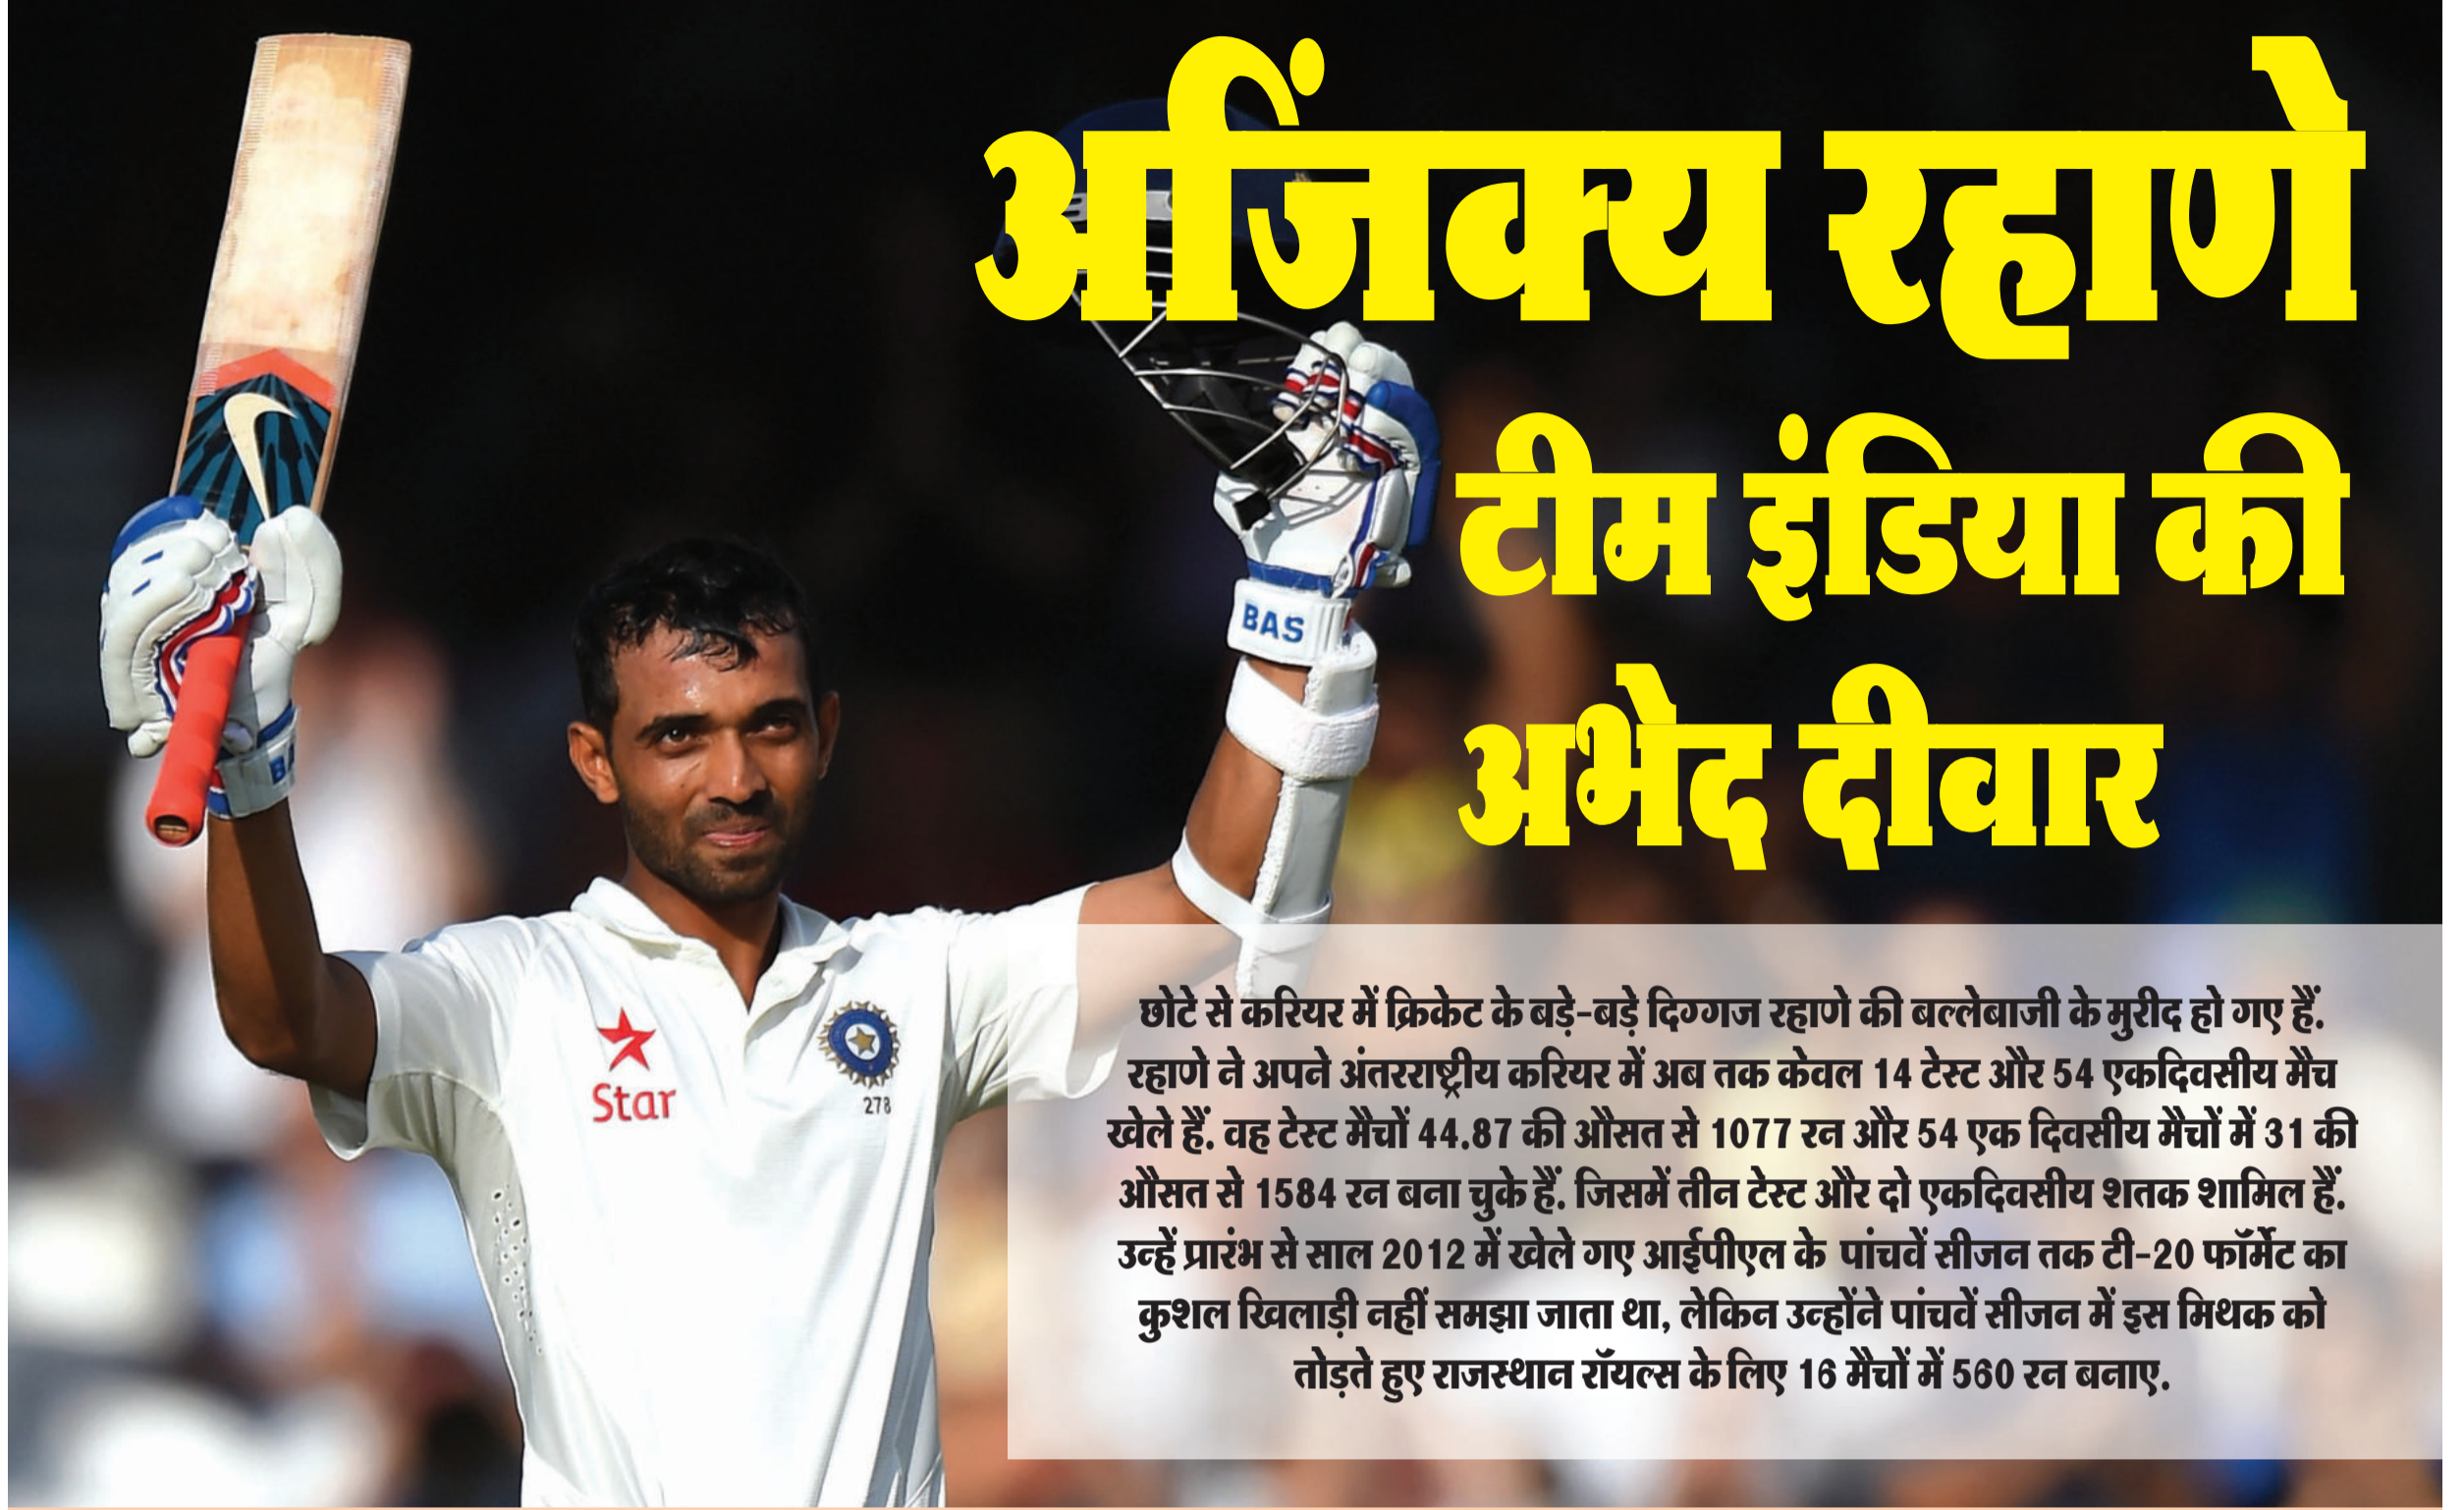 अजिंक्य रहाणे
टीम इंडिया की
अभेद दीवार
BAS
BA
Star
278
छोटे से करियर में क्रिकेट के बड़े-बड़े दिग्गज रहाणे की बल्लेबाजी के मुरीद हो गए हैं.
रहाणे ने अपने अंतरराष्ट्रीय करियर में अब तक केवल 14 टेस्ट और 54 एकदिवसीय मैच
खेले हैं. वह टेस्ट मैचों 44.87 की औसत से 1077 रन और 54 एक दिवसीय मैचों में 31 की
औसत से 1584 रन बना चुके हैं. जिसमें तीन टेस्ट और दो एकदिवसीय शतक शामिल हैं.
उन्हें प्रारंभ से साल 2012 में खेले गए आईपीएल के पांचवें सीजन तक टी-20 फॉर्मेट का
कुशल खिलाड़ी नहीं समझा जाता था, लेकिन उन्होंने पांचवें सीजन में इस मिथक को
तोड़ते हुए राजस्थान रॉयल्स के लिए 16 मैचों में 560 रन बनाए.